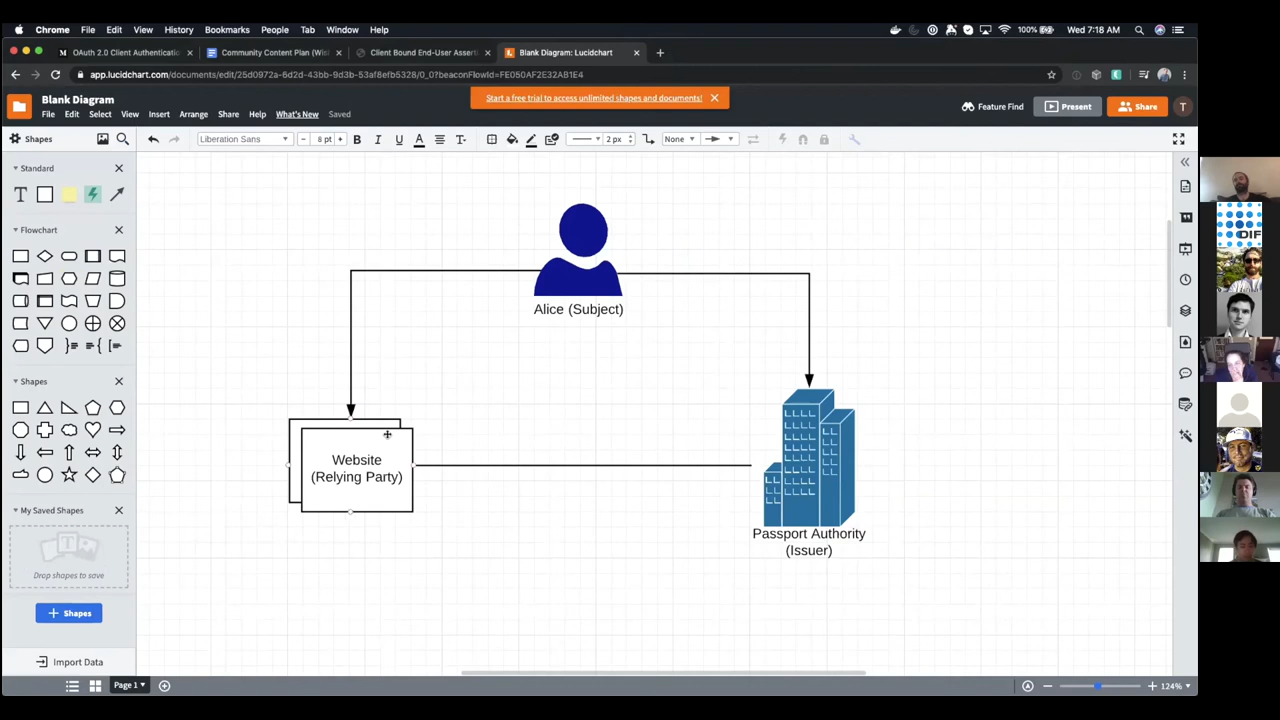 Chrome File Edit View History Bookmarks People Tab Window Help 100% Wed 7:18 AM
OAuth 2.0 Client Authenticatio Community Content Plan (Wis Client Bound End-User Assert Blank Diagram: Lucidchart
app.lucidchart.com/documents/edit/25d0972a-6d2d-43bb-9d3b-53af8efb5328/0_0?beaconFlowId=FE050AF2E32AB1E4
Blank Diagram
Start a free trial to access unlimited shapes and documents!
Feature Find Present Share T
File Edit Select View Insert Arrange Share Help What's New Saved
Shapes Liberation Sans 8 pt B I U A T 2 px None
Standard
T
Flowchart
Shapes
My Saved Shapes
Drop shapes to save
+ Shapes
Import Data
Alice (Subject)
Website
(Relying Party)
Passport Authority
(Issuer)
Page 1
124%
DIF